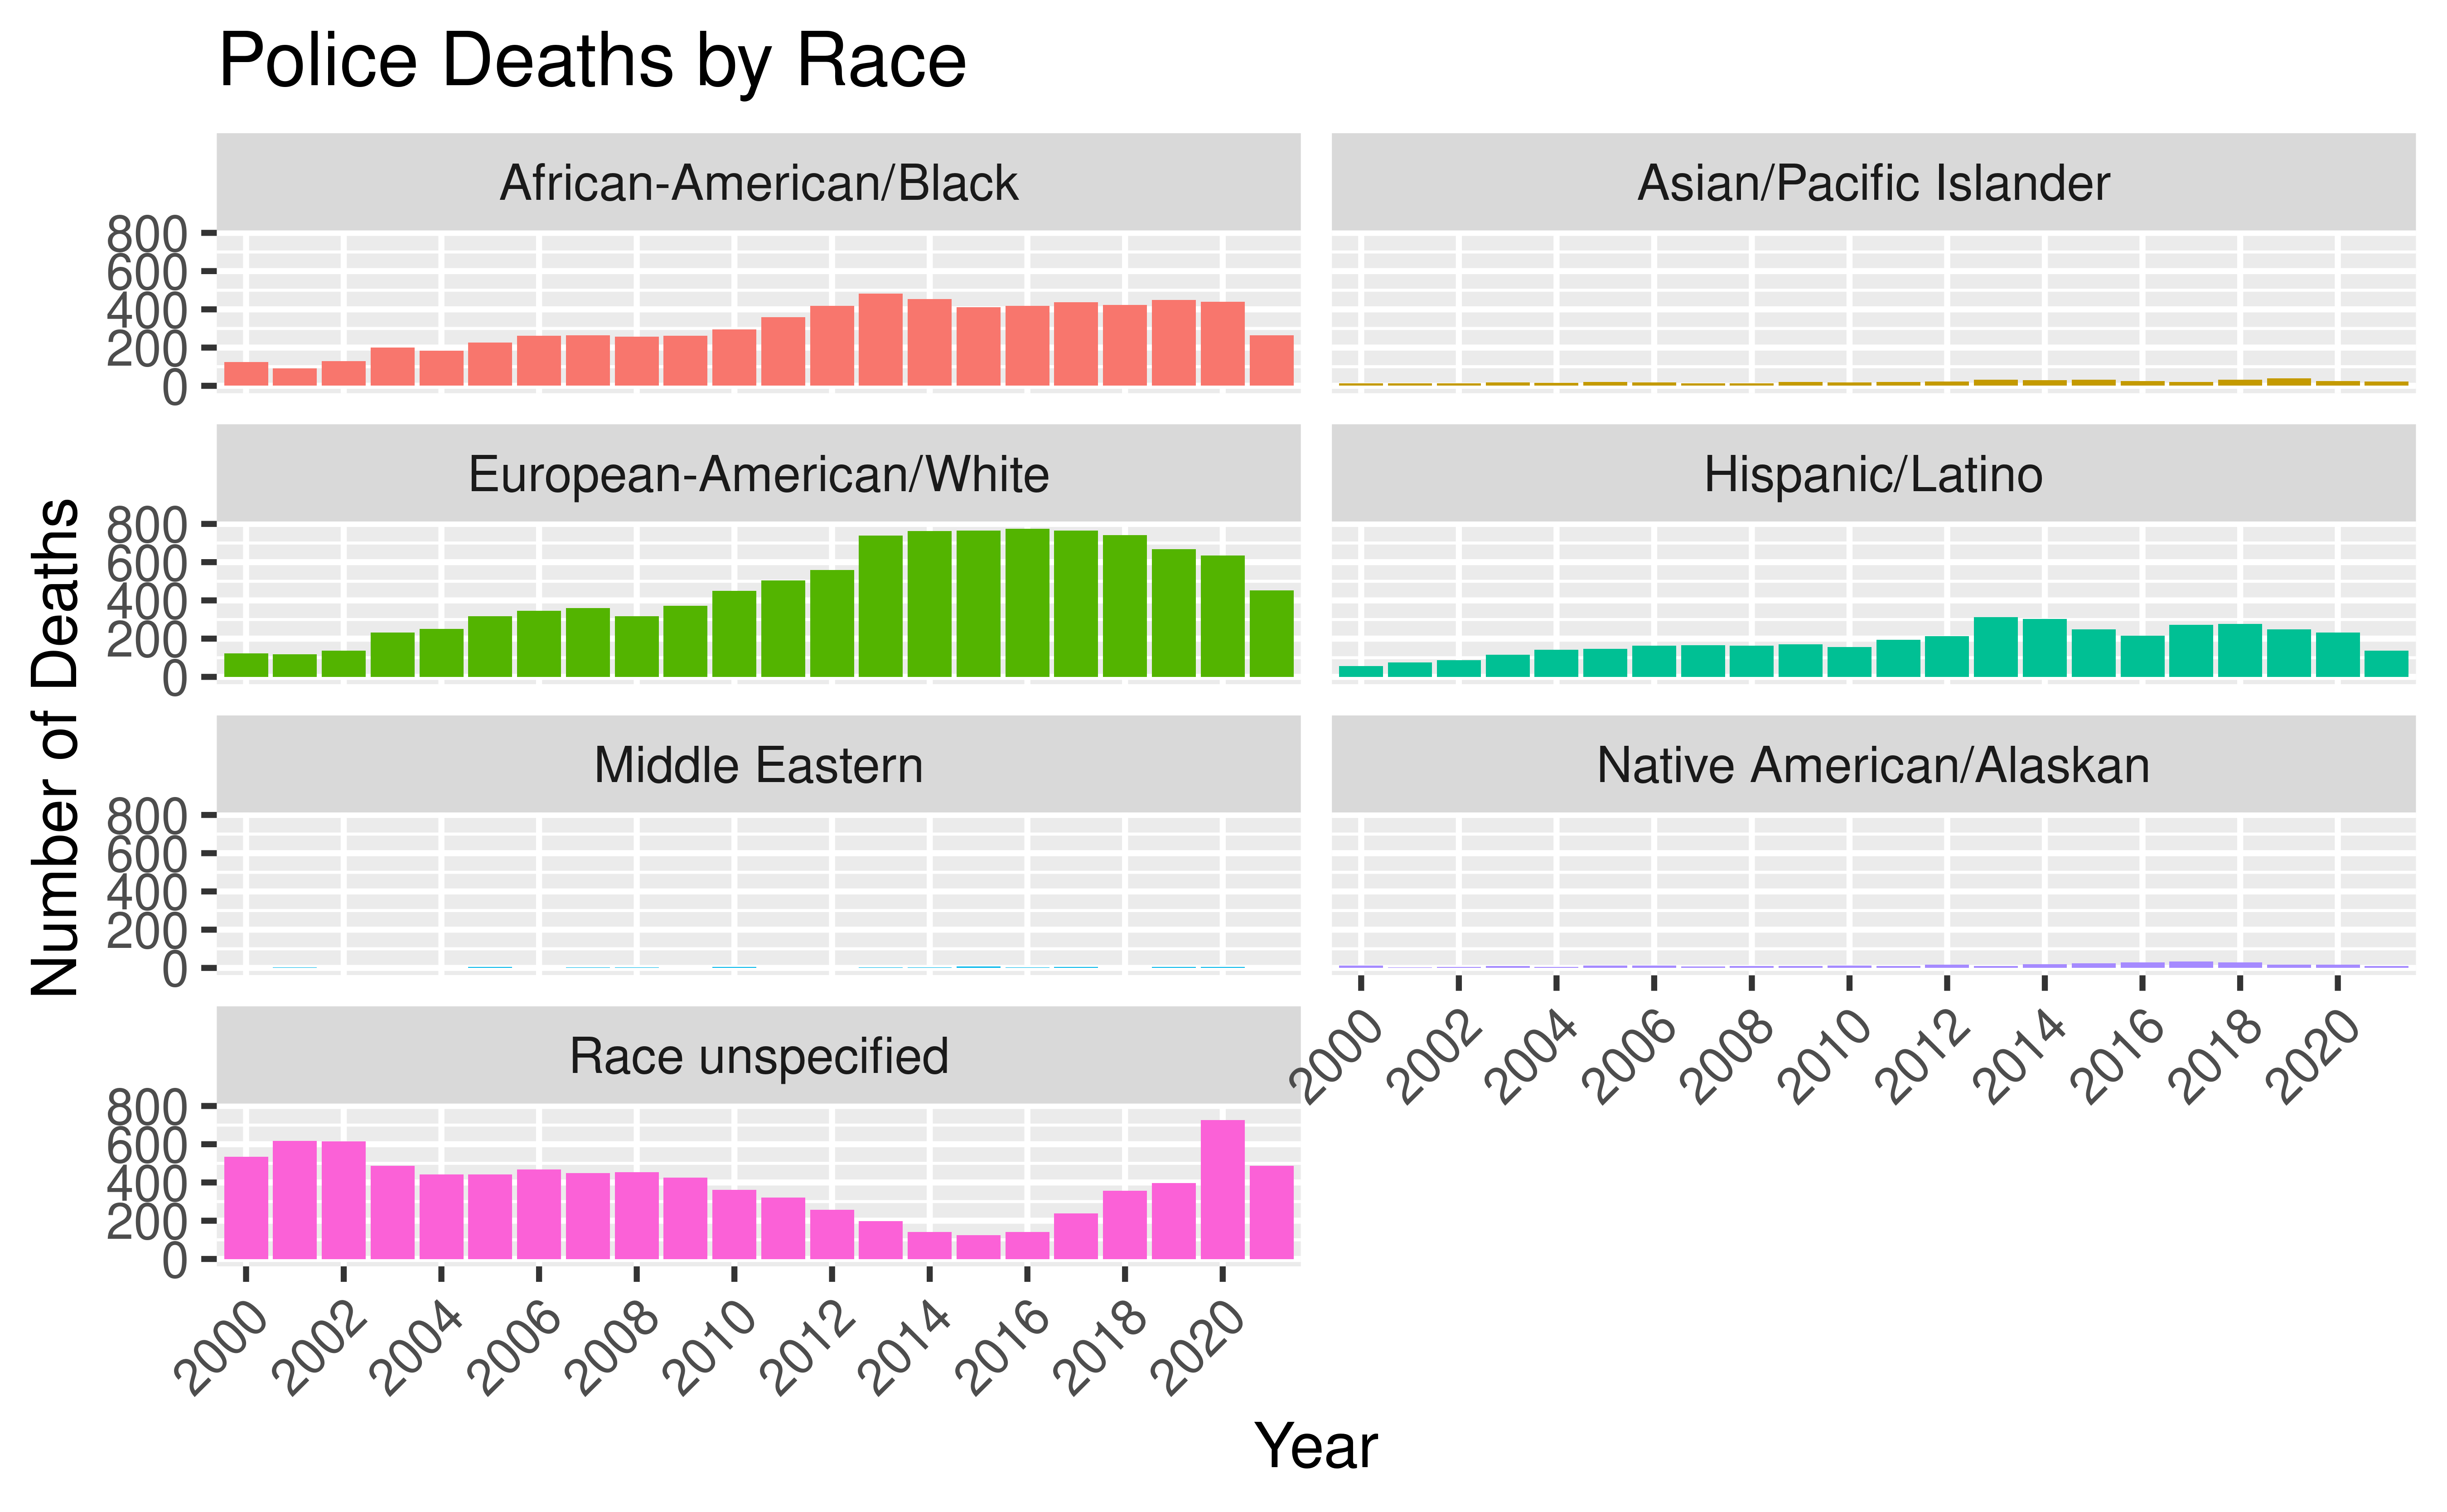 Police Deaths by Race
African-American/Black
Asian/Pacific Islander
800
600
400
200
0
European-American/White
Hispanic/Latino
800
600
400
200
0
Number of Deaths
Middle Eastern
Native American/Alaskan
800
600
400
200
0
2000 2002 2004 2006 2008 2010 2012 2014 2016 2018 2020
Race unspecified
800
600
400
200
0
2000 2002 2004 2006 2008 2010 2012 2014 2016 2018 2020
Year